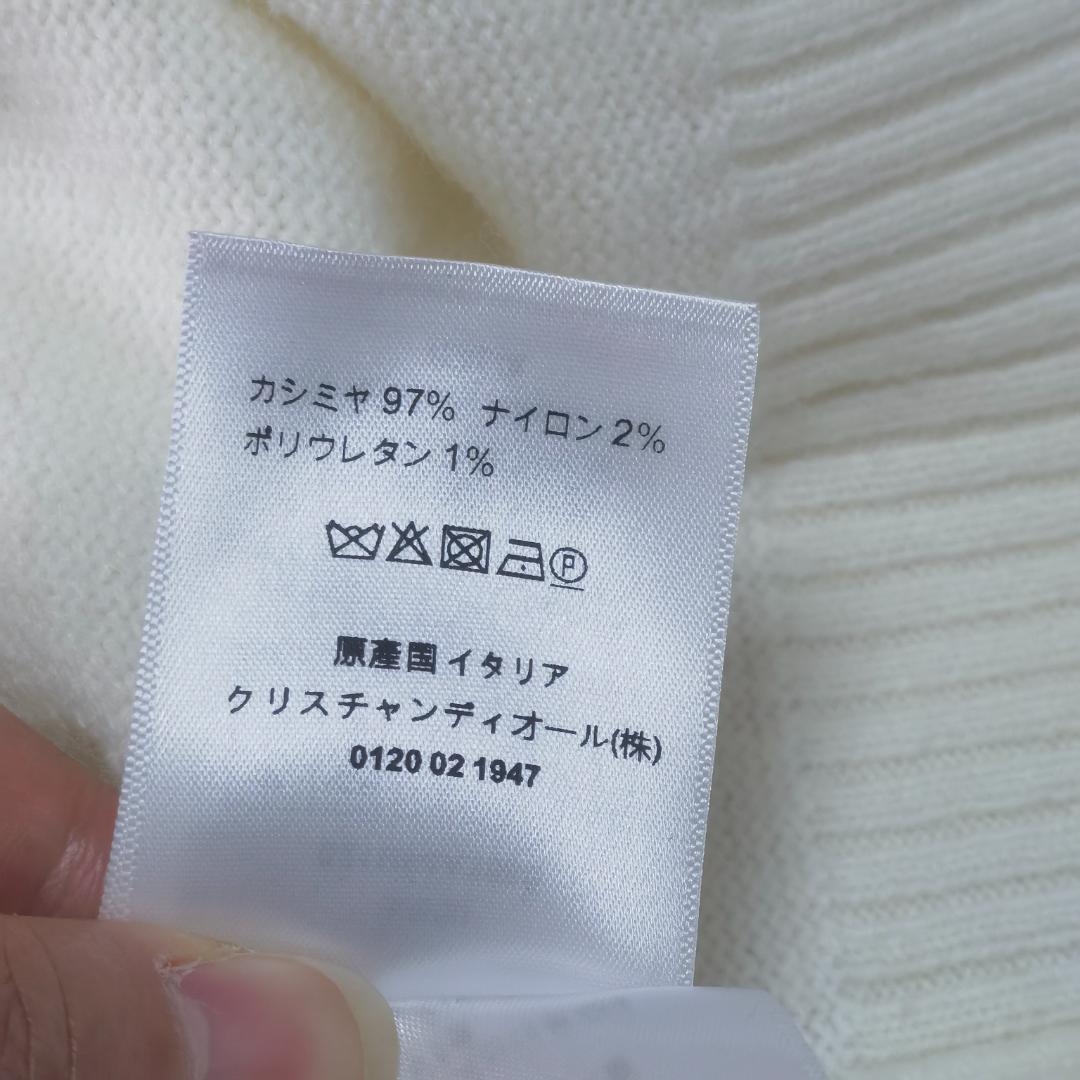 カシミヤ 97% ナイロン 2%
ポリウレタン 1%
P
原産国 イタリア
クリスチャンディオール(株)
0120 02 1947